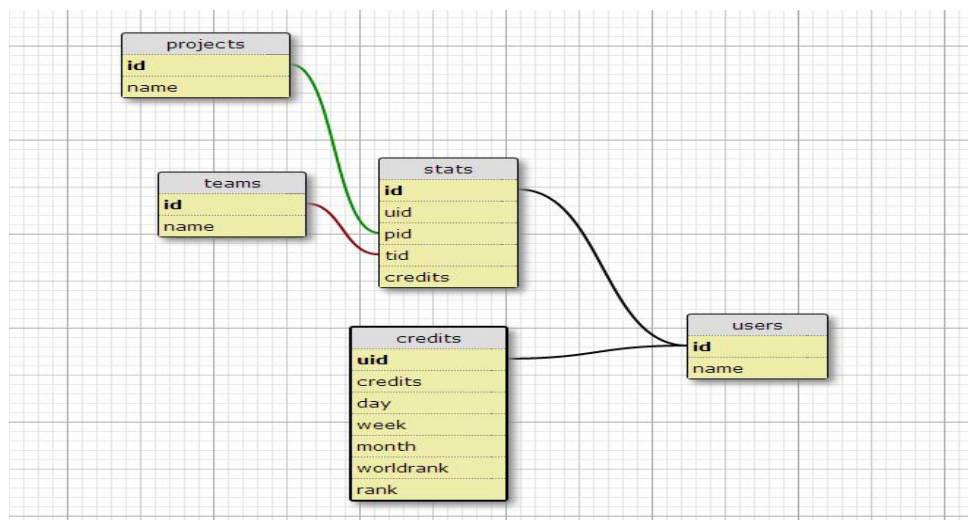 projects
id
name
teams
id
name
stats
id
uid
pid
tid
credits
credits
uid
credits
day
week
month
worldrank
rank
users
id
name